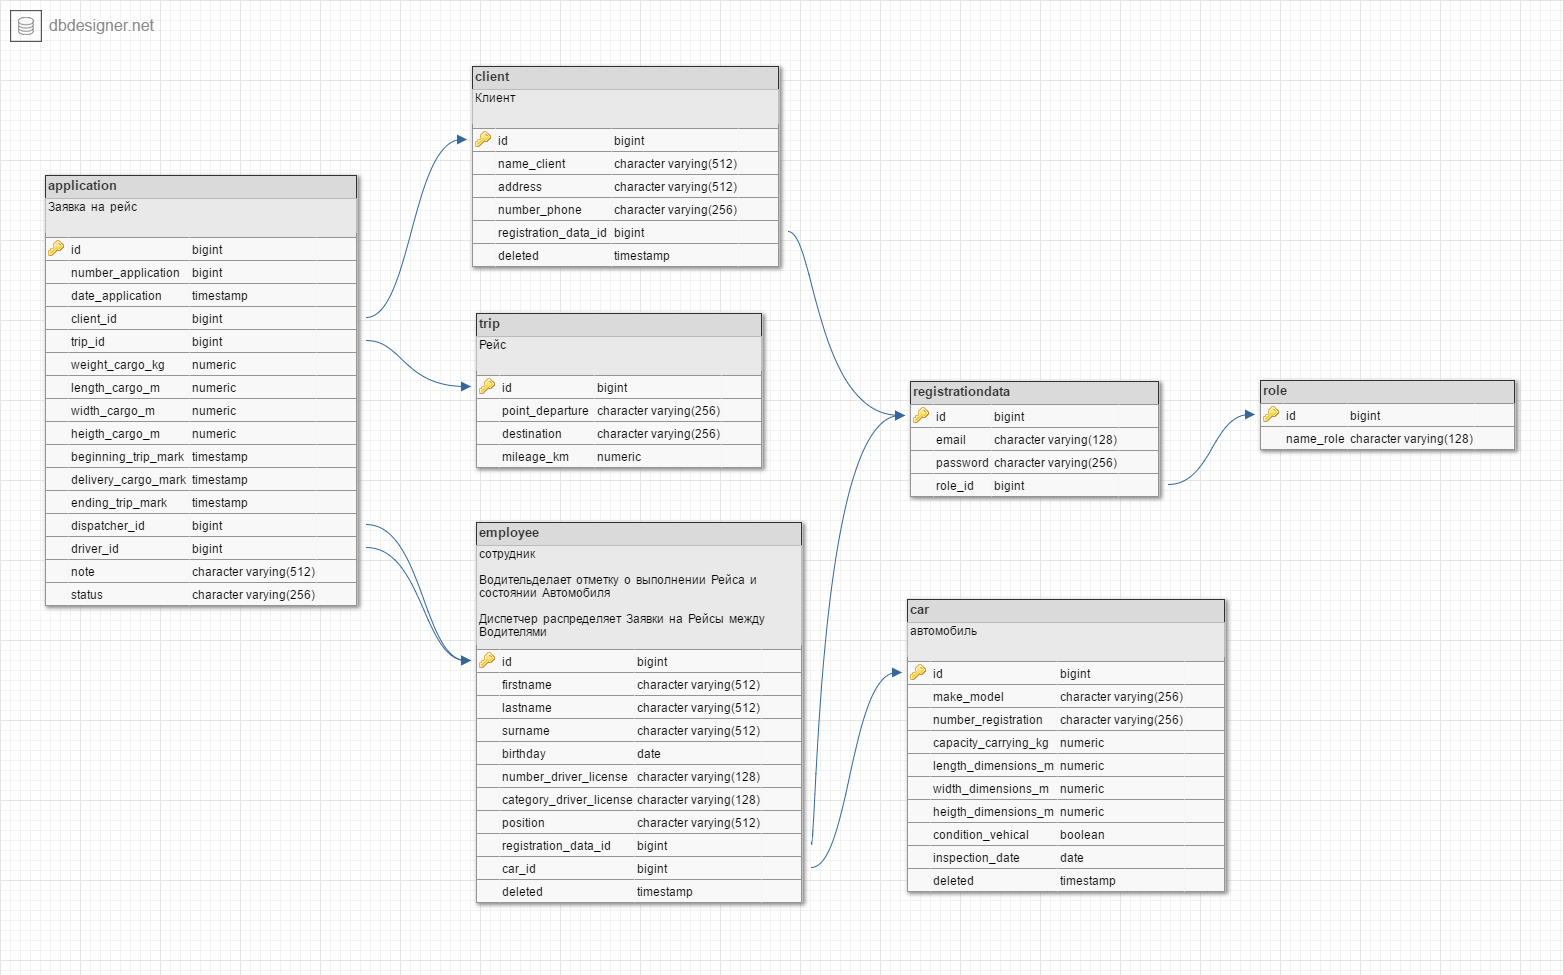 dbdesigner.net
client
Клиент
id bigint
name_client character varying(512)
address character varying(512)
number_phone character varying(256)
registration_data_id bigint
deleted timestamp
application
Заявка на рейс
id bigint
number_application bigint
date_application timestamp
client_id bigint
trip_id bigint
weight_cargo_kg numeric
length_cargo_m numeric
width_cargo_m numeric
heigth_cargo_m numeric
beginning_trip_mark timestamp
delivery_cargo_mark timestamp
ending_trip_mark timestamp
dispatcher_id bigint
driver_id bigint
note character varying(512)
status character varying(256)
trip
Рейс
id bigint
point_departure character varying(256)
destination character varying(256)
mileage_km numeric
registrationdata
id bigint
email character varying(128)
password character varying(256)
role_id bigint
role
id bigint
name_role character varying(128)
employee
сотрудник
Водительделает отметку о выполнении Рейса и
состоянии Автомобиля
Диспетчер распределяет Заявки на Рейсы между
Водителями
id bigint
firstname character varying(512)
lastname character varying(512)
surname character varying(512)
birthday date
number_driver_license character varying(128)
category_driver_license character varying(128)
position character varying(512)
registration_data_id bigint
car_id bigint
deleted timestamp
car
автомобиль
id bigint
make_model character varying(256)
number_registration character varying(256)
capacity_carrying_kg numeric
length_dimensions_m numeric
width_dimensions_m numeric
heigth_dimensions_m numeric
condition_vehical boolean
inspection_date date
deleted timestamp